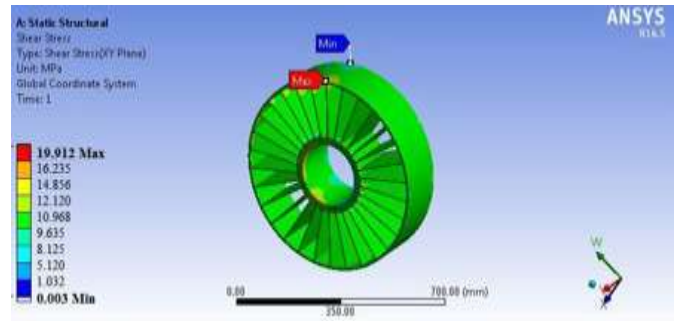 A: Static Structural
Shear Stress
Type: Shear Stress(XY Plane)
Unit: MPa
Global Coordinate System
Time: 1
ANSYS
R16.5
Min
Max
19.912 Max
16.235
14.856
12.120
10.968
9.635
8.125
5.120
1.032
0.003 Min
0.00
350.00
700.00 (mm)
W
X